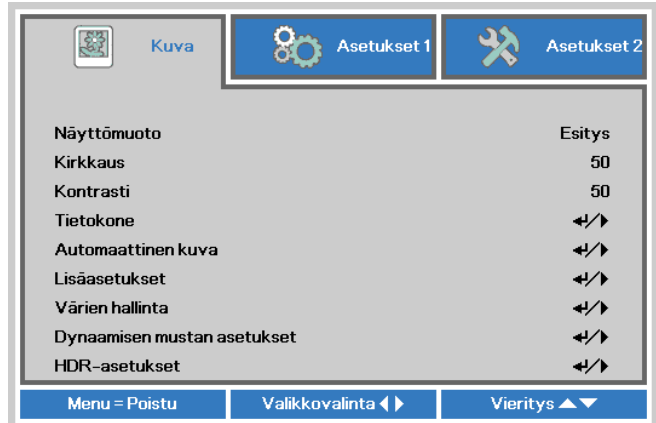 Kuva Asetukset 1 Asetukset 2
Näyttömuoto Esitys
Kirkkaus 50
Kontrasti 50
Tietokone ↵/▶
Automaattinen kuva ↵/▶
Lisäasetukset ↵/▶
Värien hallinta ↵/▶
Dynaamisen mustan asetukset ↵/▶
HDR-asetukset ↵/▶
Menu = Poistu Valikkovalinta ◀▶ Vieritys ▲▼